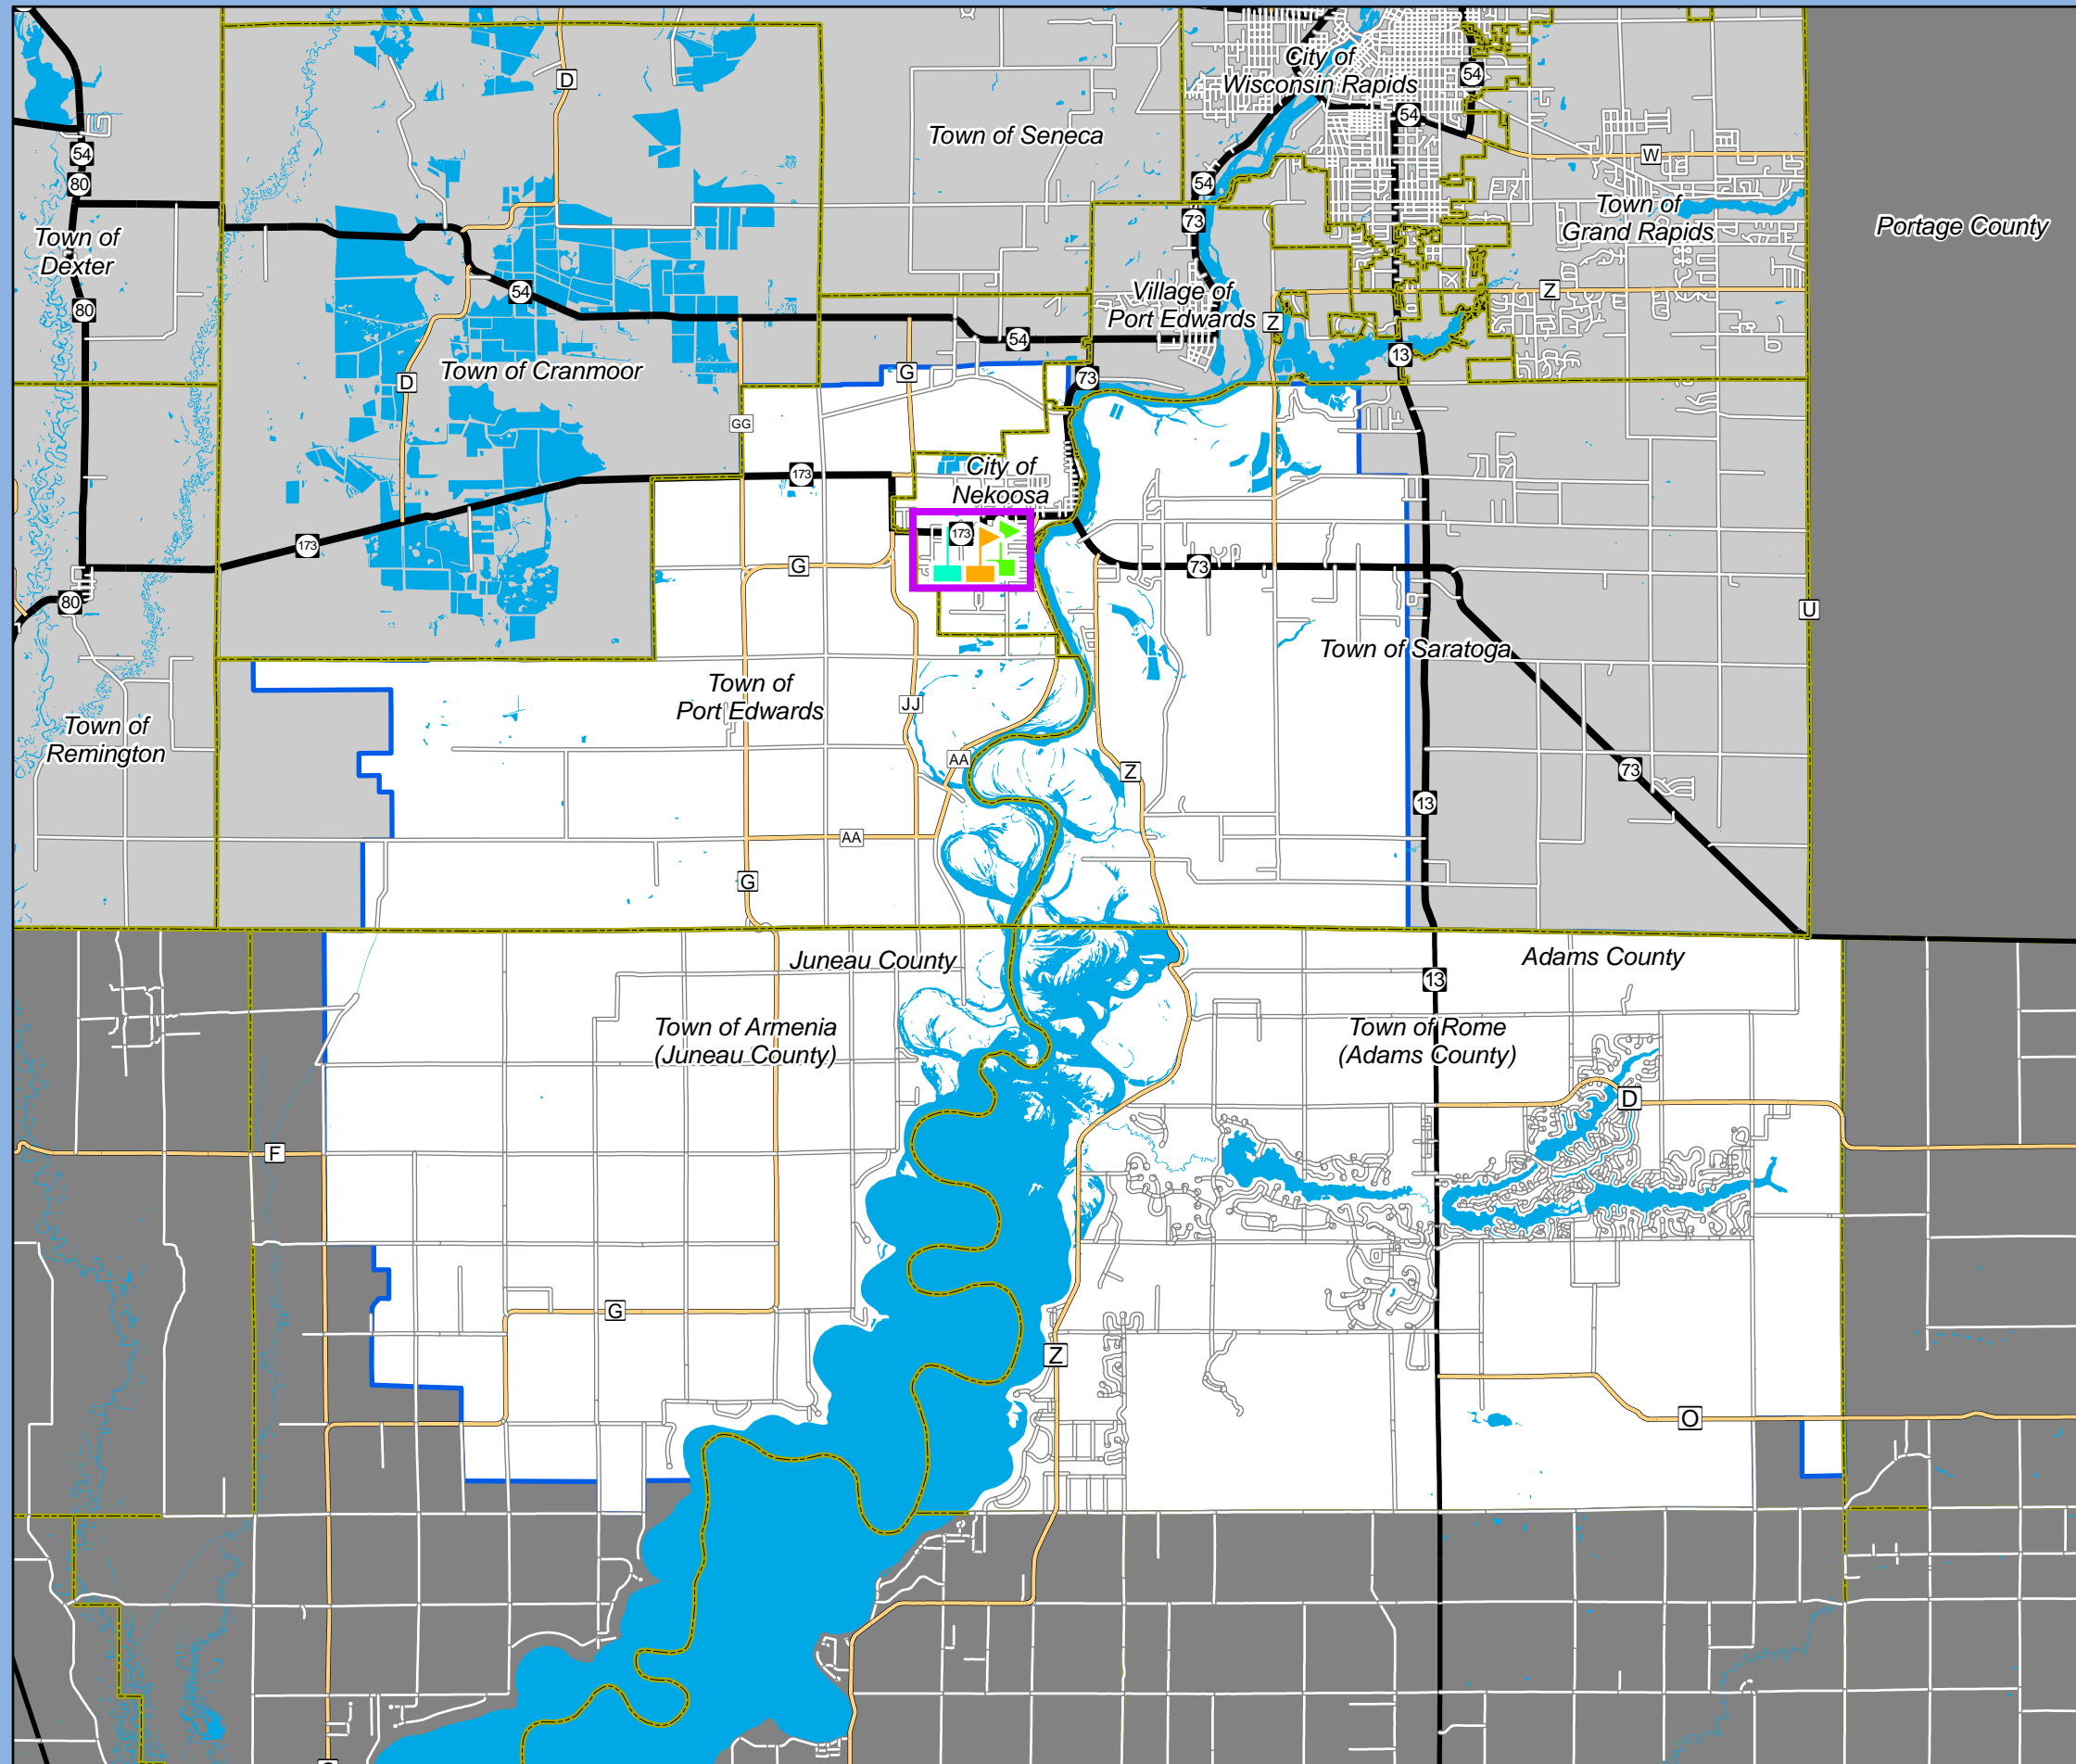 City of
Wisconsin Rapids
54
D
Town of Seneca
54
54
W
80
54
73
Town of
Grand Rapids
Portage County
Town of
Dexter
54
80
Village of
Port Edwards
Z
Z
54
13
Town of Cranmoor
G
73
D
GG
173
City of
Nekoosa
173
173
G
73
80
U
Town of Saratoga
Town of
Port Edwards
JJ
Town of
Remington
AA
Z
73
13
AA
G
Juneau County
Adams County
13
Town of Armenia
(Juneau County)
Town of Rome
(Adams County)
D
F
G
Z
O